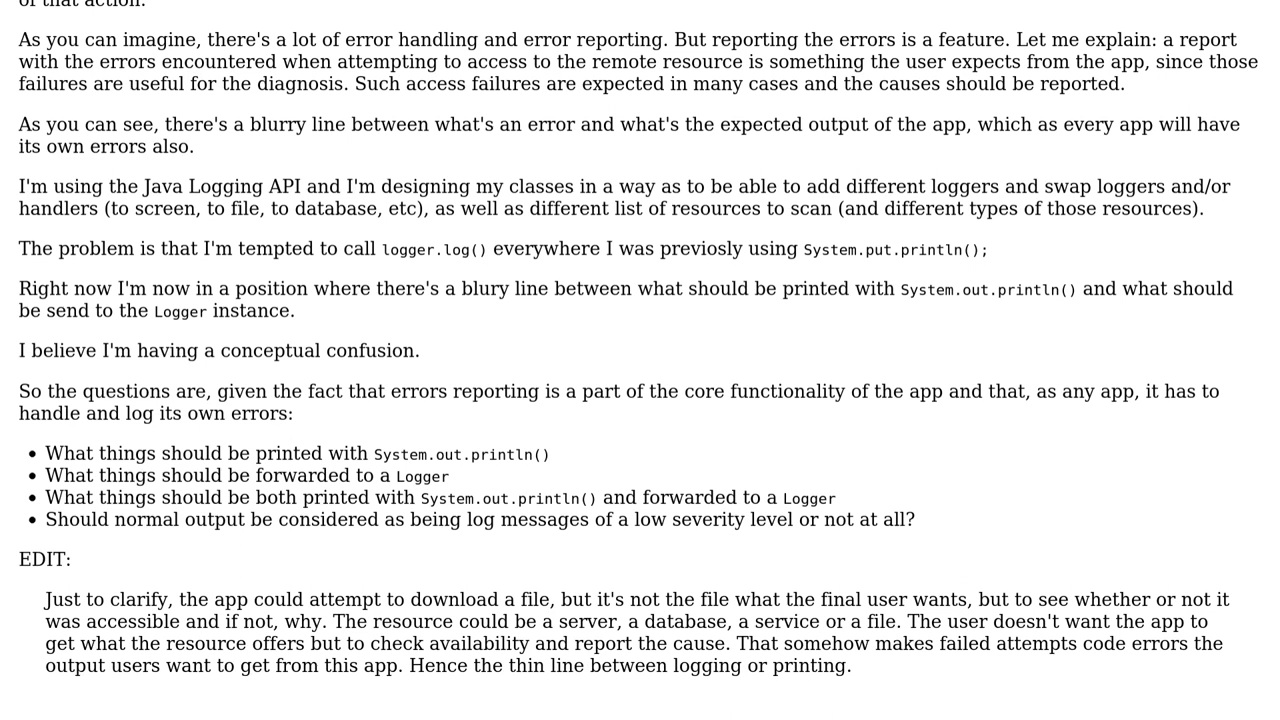 of that action.
As you can imagine, there's a lot of error handling and error reporting. But reporting the errors is a feature. Let me explain: a report
with the errors encountered when attempting to access to the remote resource is something the user expects from the app, since those
failures are useful for the diagnosis. Such access failures are expected in many cases and the causes should be reported.
As you can see, there's a blurry line between what's an error and what's the expected output of the app, which as every app will have
its own errors also.
I'm using the Java Logging API and I'm designing my classes in a way as to be able to add different loggers and swap loggers and/or
handlers (to screen, to file, to database, etc), as well as different list of resources to scan (and different types of those resources).
The problem is that I'm tempted to call logger.log() everywhere I was previosly using System.put.println();
Right now I'm now in a position where there's a blury line between what should be printed with System.out.println() and what should
be send to the Logger instance.
I believe I'm having a conceptual confusion.
So the questions are, given the fact that errors reporting is a part of the core functionality of the app and that, as any app, it has to
handle and log its own errors:
• What things should be printed with System.out.println()
• What things should be forwarded to a Logger
• What things should be both printed with System.out.println() and forwarded to a Logger
• Should normal output be considered as being log messages of a low severity level or not at all?
EDIT:
Just to clarify, the app could attempt to download a file, but it's not the file what the final user wants, but to see whether or not it
was accessible and if not, why. The resource could be a server, a database, a service or a file. The user doesn't want the app to
get what the resource offers but to check availability and report the cause. That somehow makes failed attempts code errors the
output users want to get from this app. Hence the thin line between logging or printing.